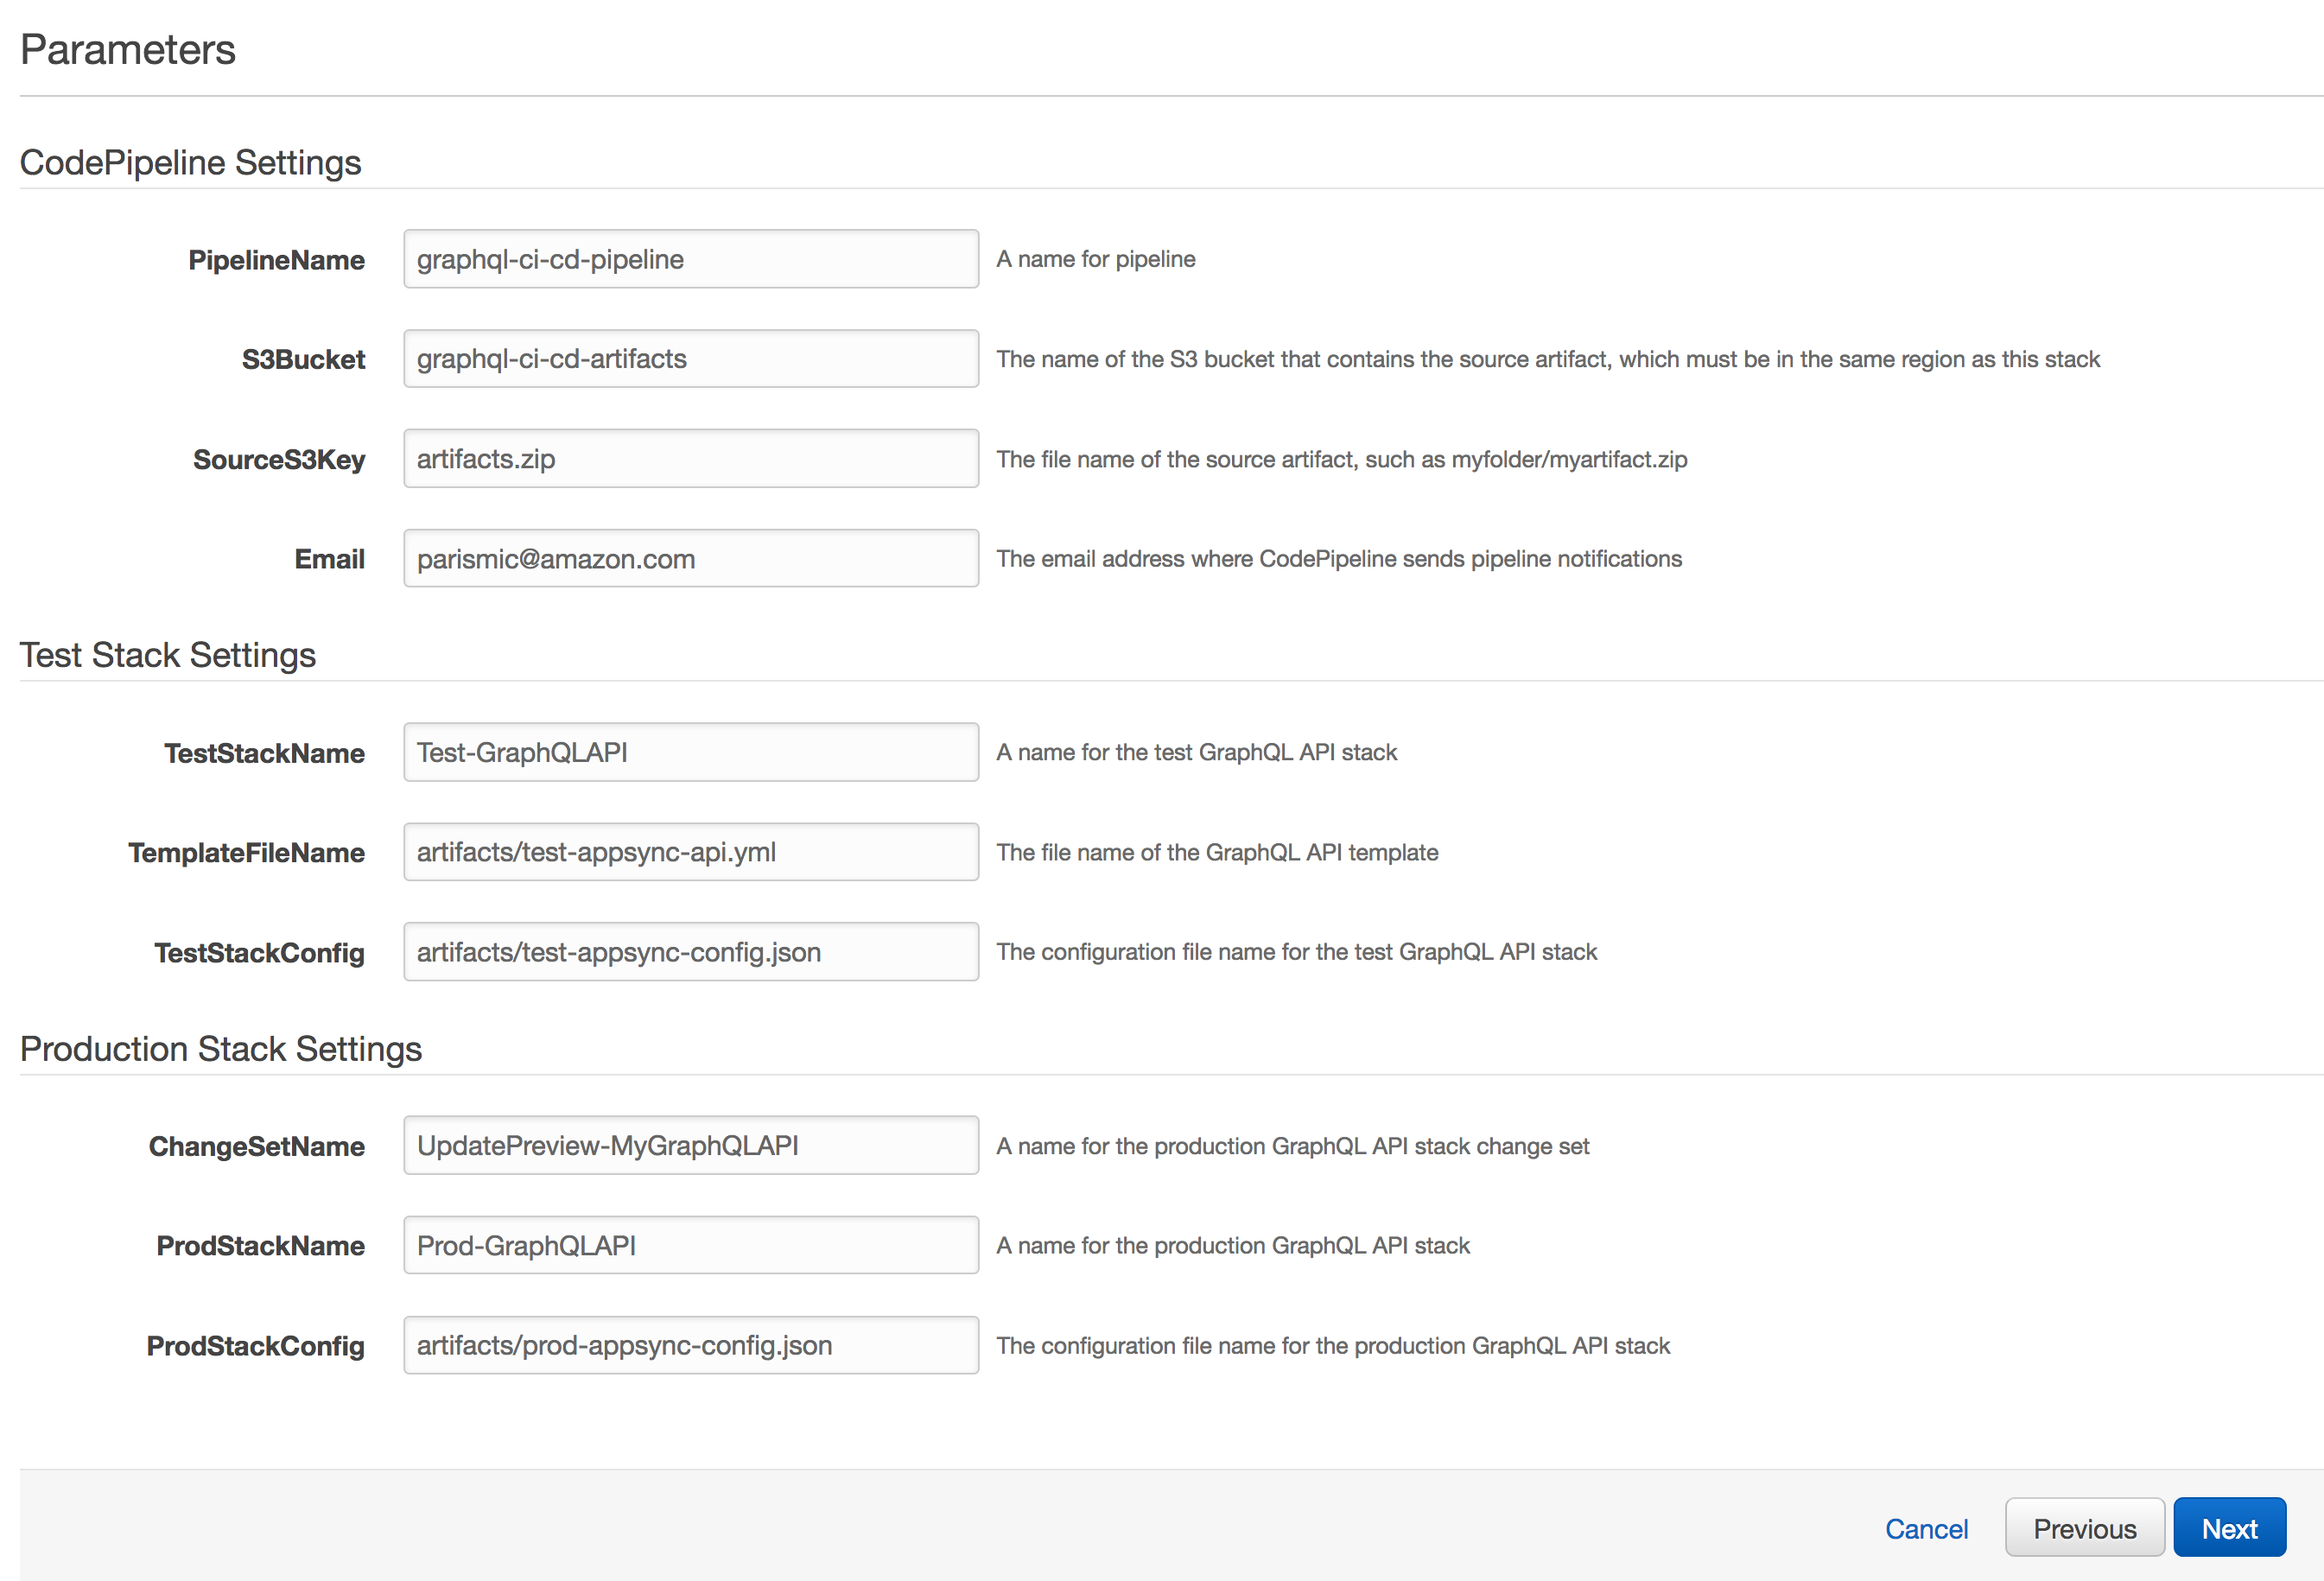 Parameters
CodePipeline Settings
PipelineName graphql-ci-cd-pipeline A name for pipeline
S3Bucket graphql-ci-cd-artifacts The name of the S3 bucket that contains the source artifact, which must be in the same region as this stack
SourceS3Key artifacts.zip The file name of the source artifact, such as myfolder/myartifact.zip
Email parismic@amazon.com The email address where CodePipeline sends pipeline notifications
Test Stack Settings
TestStackName Test-GraphQLAPI A name for the test GraphQL API stack
TemplateFileName artifacts/test-appsync-api.yml The file name of the GraphQL API template
TestStackConfig artifacts/test-appsync-config.json The configuration file name for the test GraphQL API stack
Production Stack Settings
ChangeSetName UpdatePreview-MyGraphQLAPI A name for the production GraphQL API stack change set
ProdStackName Prod-GraphQLAPI A name for the production GraphQL API stack
ProdStackConfig artifacts/prod-appsync-config.json The configuration file name for the production GraphQL API stack
Cancel Previous Next